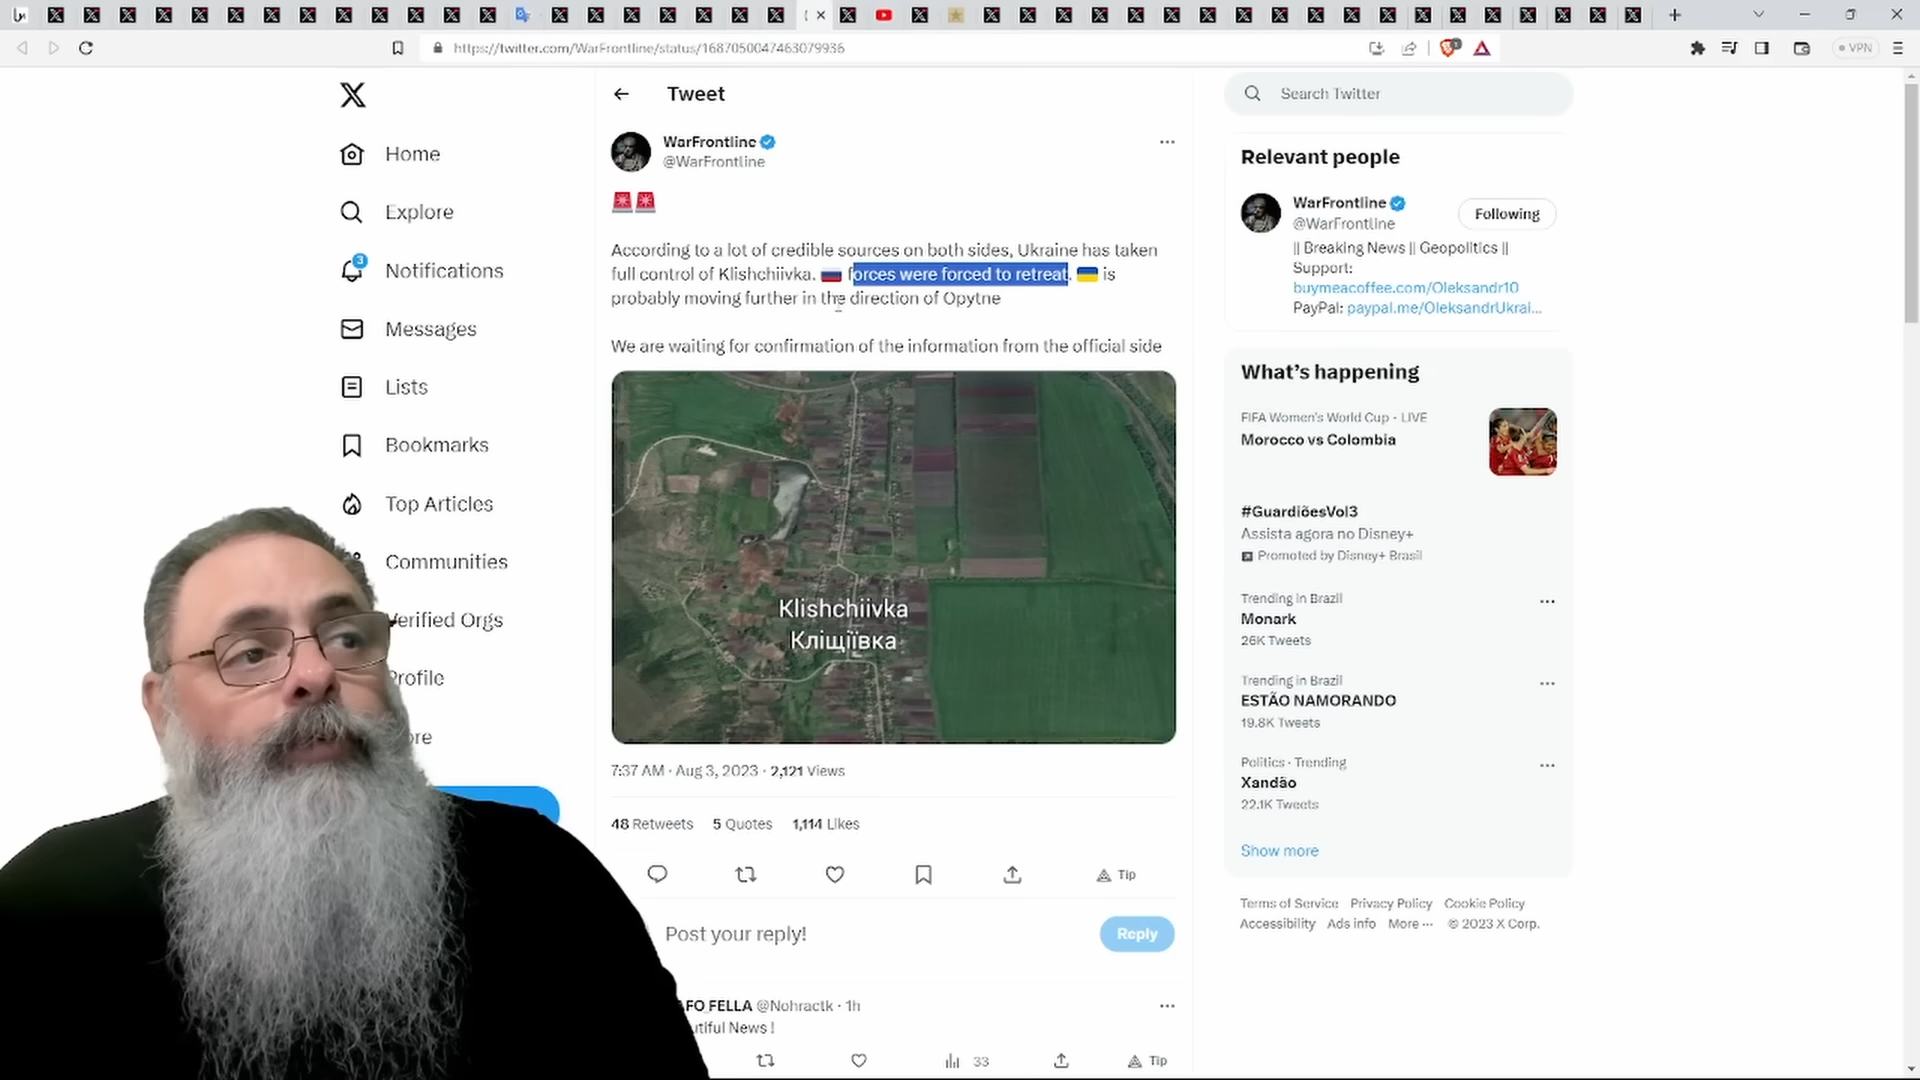 https://twitter.com/WarFrontline/status/1687050047463079936
VPN
Home
Explore
3
Notifications
Messages
Lists
Bookmarks
Top Articles
Communities
Verified Orgs
Profile
Tweet
WarFrontline
@WarFrontline
According to a lot of credible sources on both sides, Ukraine has taken
full control of Klishchiivka. 🇷🇺 forces were forced to retreat. 🇺🇦 is
probably moving further in the direction of Opytne
We are waiting for confirmation of the information from the official side
Klishchiivka
Кліщіївка
7:37 AM · Aug 3, 2023 · 2,121 Views
48 Retweets 5 Quotes 1,114 Likes
Tip
Post your reply!
Reply
@Nohractk · 1h
News !
33
Tip
Search Twitter
Relevant people
WarFrontline
@WarFrontline
Following
|| Breaking News || Geopolitics ||
Support:
buymeacoffee.com/Oleksandr10
PayPal: paypal.me/OleksandrUkrai...
What's happening
FIFA Women's World Cup · LIVE
Morocco vs Colombia
#GuardiõesVol3
Assista agora no Disney+
Promoted by Disney+ Brasil
Trending in Brazil
Monark
26K Tweets
Trending in Brazil
ESTÃO NAMORANDO
19.8K Tweets
Politics · Trending
Xandão
22.1K Tweets
Show more
Terms of Service Privacy Policy Cookie Policy
Accessibility Ads info More ··· © 2023 X Corp.